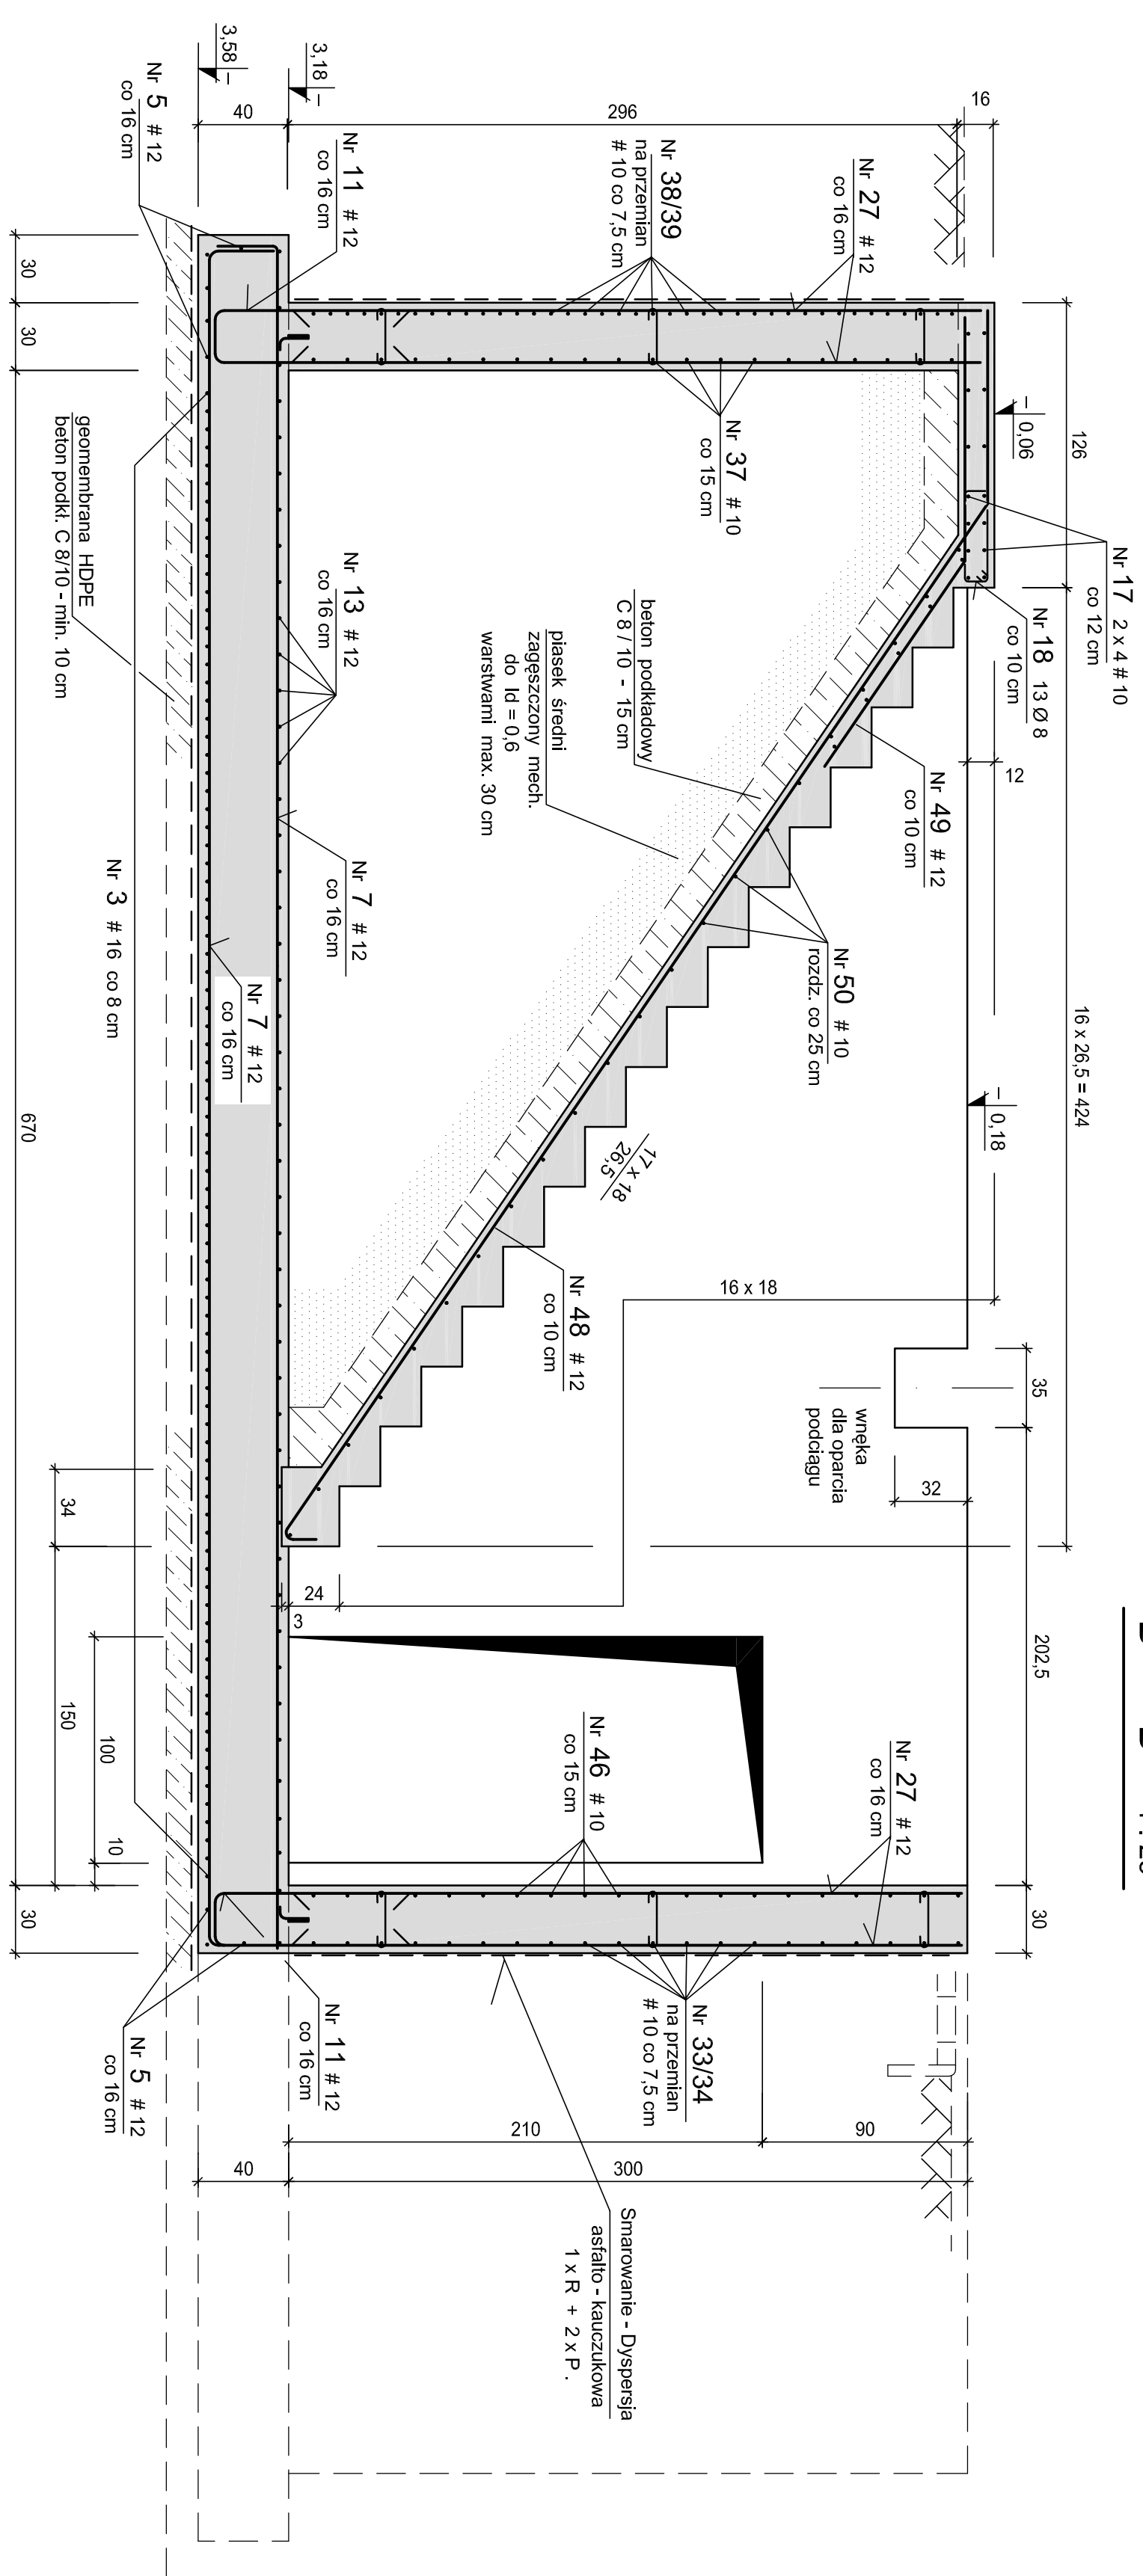 16
296
40
3,18
3,58
Nr 5 # 12
co 16 cm
Nr 11 # 12
co 16 cm
Nr 38/39
na przemian
# 10 co 7,5 cm
Nr 27 # 12
co 16 cm
30
30
670
30
126
16 x 26,5 = 424
0,06
Nr 17 2 x 4 # 10
co 12 cm
Nr 18 13 Ø 8
co 10 cm
12
Nr 37 # 10
co 15 cm
Nr 49 # 12
co 10 cm
Nr 50 # 10
rozdz. co 25 cm
beton podkładowy
C 8 / 10 - 15 cm
piasek średni
zagęszczony mech.
do Id = 0,6
warstwami max. 30 cm
geomembrana HDPE
beton podkł. C 8/10 - min. 10 cm
Nr 13 # 12
co 16 cm
Nr 7 # 12
co 16 cm
Nr 7 # 12
co 16 cm
Nr 3 # 16 co 8 cm
17 x 18
26,5
0,18
16 x 18
Nr 48 # 12
co 10 cm
35
32
wnęka
dla oparcia
podciągu
202,5
30
34
150
100
10
24
3
Nr 46 # 10
co 15 cm
Nr 27 # 12
co 16 cm
Nr 33/34
na przemian
# 10 co 7,5 cm
Nr 11 # 12
co 16 cm
Nr 5 # 12
co 16 cm
210
90
300
40
Smarowanie - Dyspersja
asfalto - kauczukowa
1 x R + 2 x P .